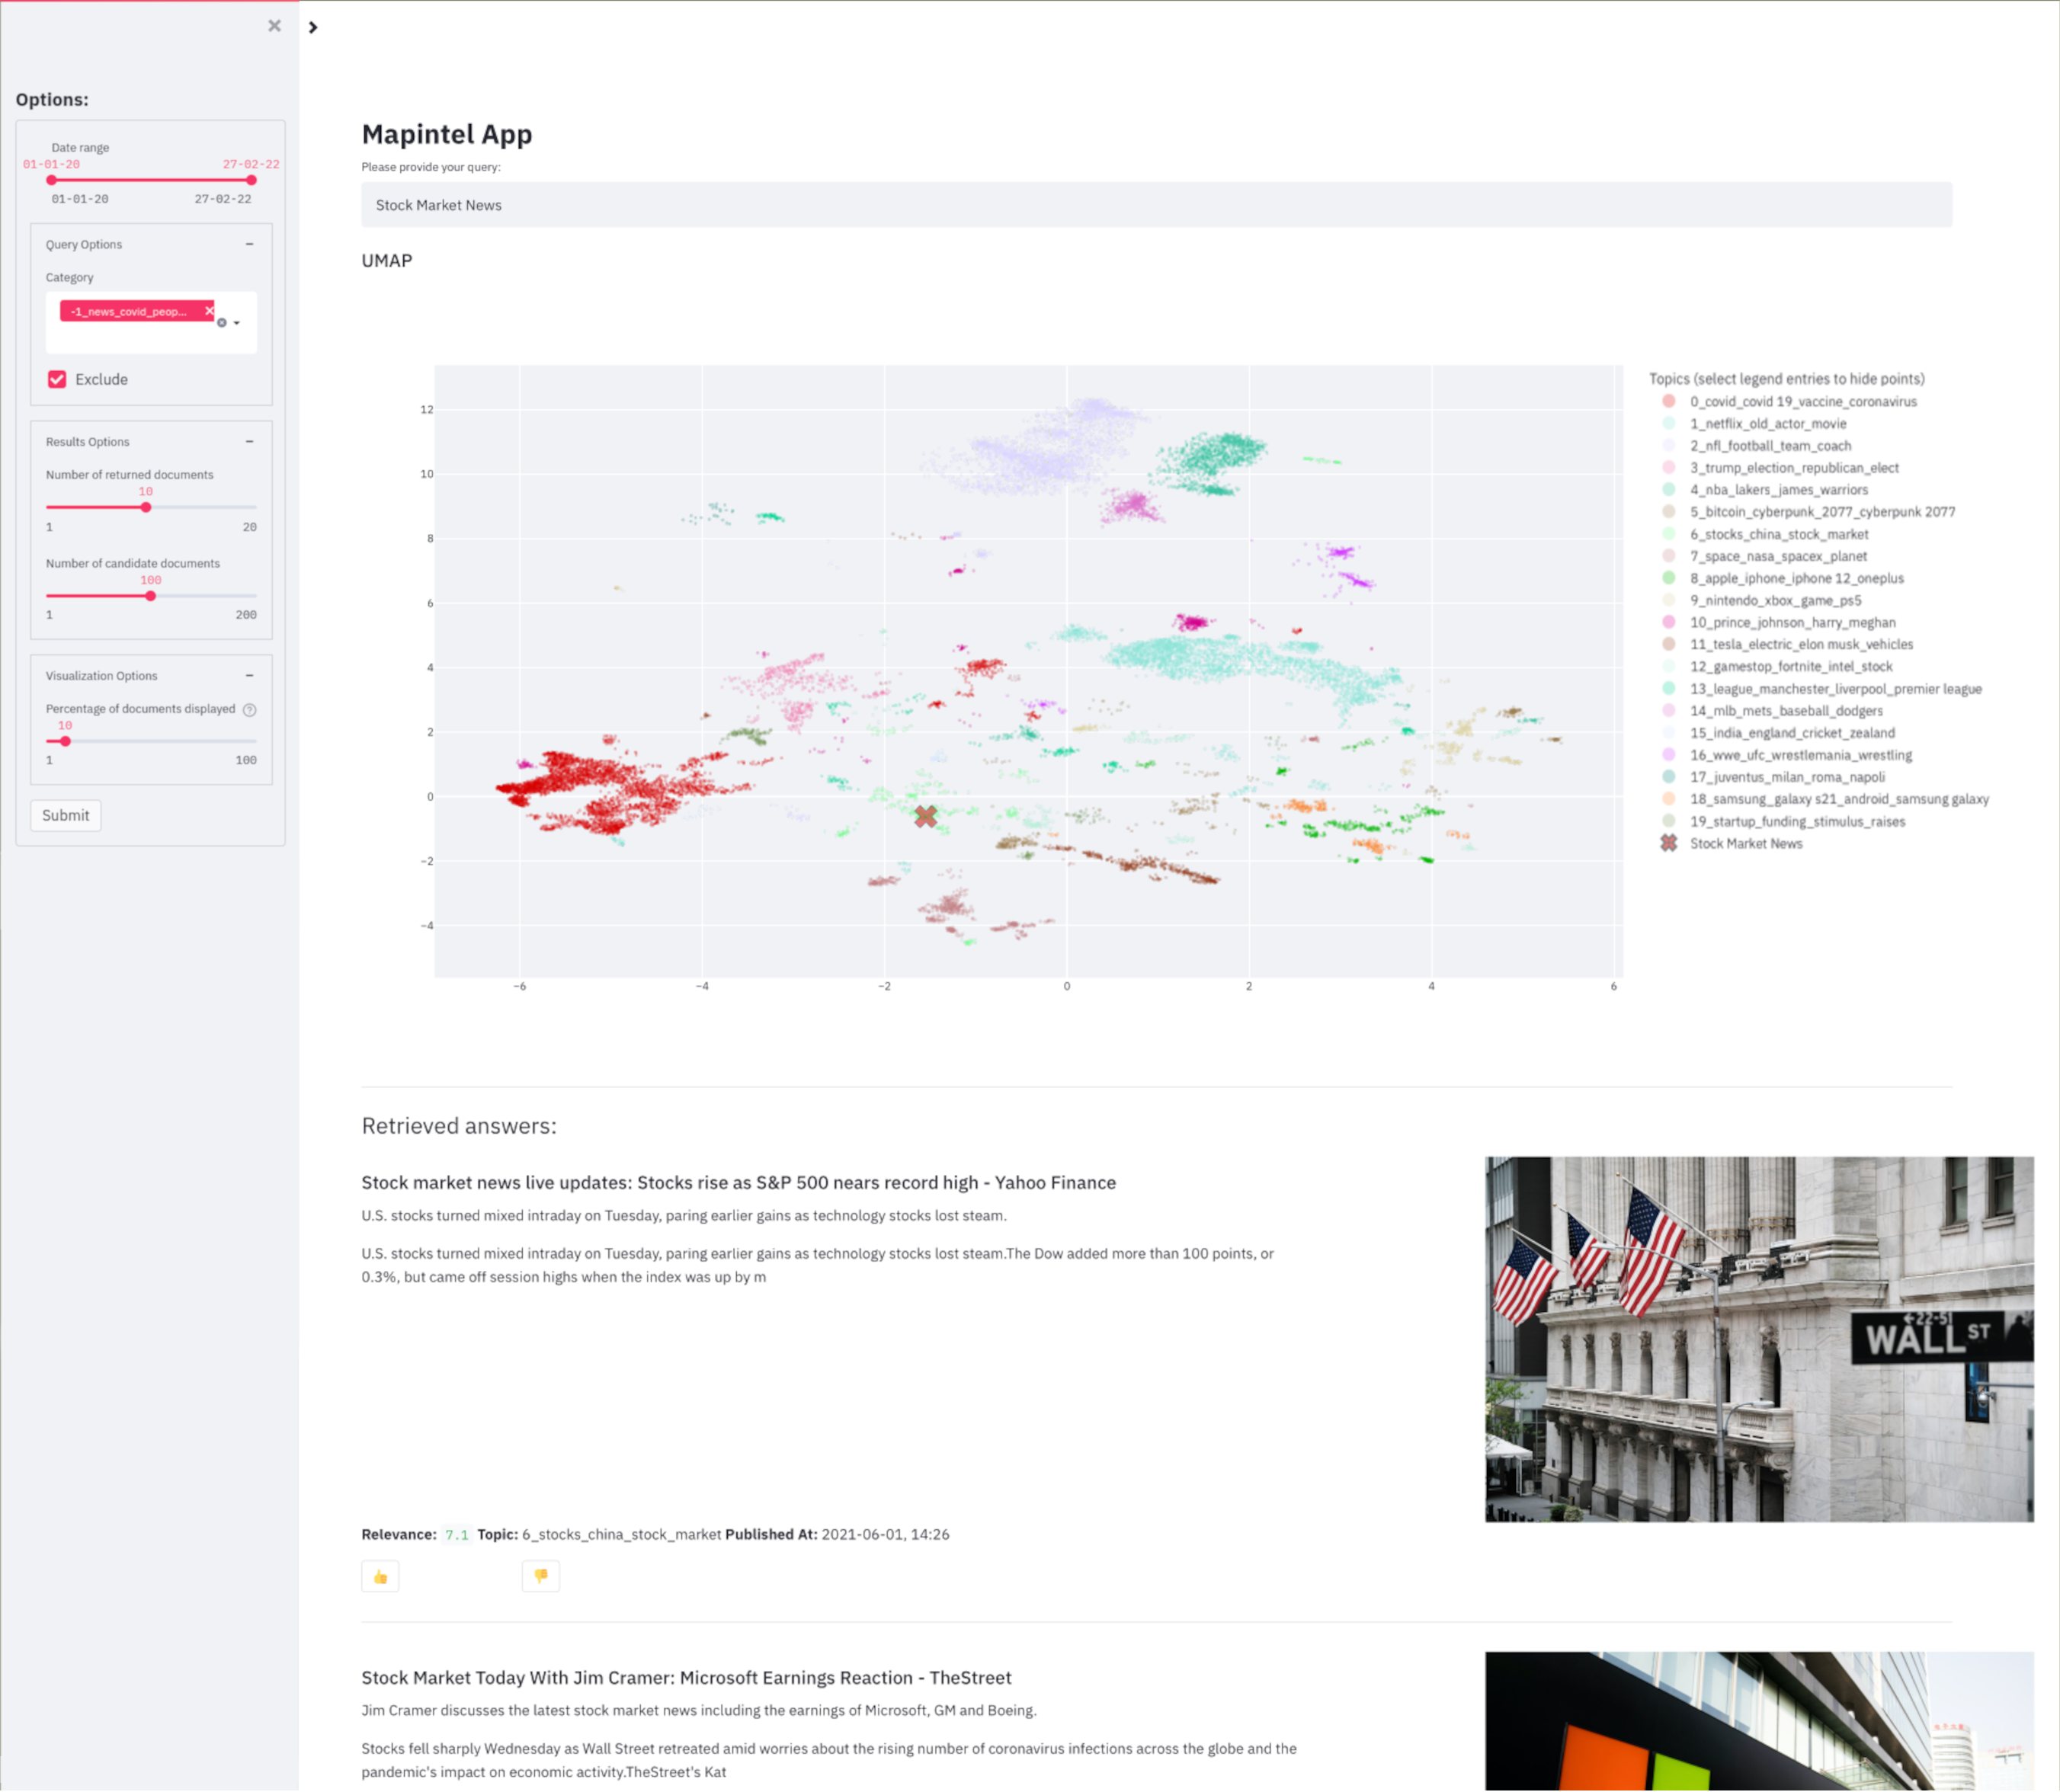 Options:
Date range
01-01-20 27-02-22
01-01-20 27-02-22
Query Options
Category
-1_news_covid_peop...
Exclude
Results Options
Number of returned documents
10
1 20
Number of candidate documents
100
1 200
Visualization Options
Percentage of documents displayed
10
1 100
Submit
Mapintel App
Please provide your query:
Stock Market News
UMAP
12
10
8
6
4
2
0
−2
−4
−6 −4 −2 0 2 4 6
Topics (select legend entries to hide points)
0_covid_covid 19_vaccine_coronavirus
1_netflix_old_actor_movie
2_nfl_football_team_coach
3_trump_election_republican_elect
4_nba_lakers_james_warriors
5_bitcoin_cyberpunk_2077_cyberpunk 2077
6_stocks_china_stock_market
7_space_nasa_spacex_planet
8_apple_iphone_iphone 12_oneplus
9_nintendo_xbox_game_ps5
10_prince_johnson_harry_meghan
11_tesla_electric_elon musk_vehicles
12_gamestop_fortnite_intel_stock
13_league_manchester_liverpool_premier league
14_mlb_mets_baseball_dodgers
15_india_england_cricket_zealand
16_wwe_ufc_wrestlemania_wrestling
17_juventus_milan_roma_napoli
18_samsung_galaxy s21_android_samsung galaxy
19_startup_funding_stimulus_raises
Stock Market News
Retrieved answers:
Stock market news live updates: Stocks rise as S&P 500 nears record high - Yahoo Finance
U.S. stocks turned mixed intraday on Tuesday, paring earlier gains as technology stocks lost steam.
U.S. stocks turned mixed intraday on Tuesday, paring earlier gains as technology stocks lost steam.The Dow added more than 100 points, or
0.3%, but came off session highs when the index was up by m
←22-51
WALL ST
Relevance: 7.1 Topic: 6_stocks_china_stock_market Published At: 2021-06-01, 14:26
Stock Market Today With Jim Cramer: Microsoft Earnings Reaction - TheStreet
Jim Cramer discusses the latest stock market news including the earnings of Microsoft, GM and Boeing.
Stocks fell sharply Wednesday as Wall Street retreated amid worries about the rising number of coronavirus infections across the globe and the
pandemic's impact on economic activity.TheStreet's Kat